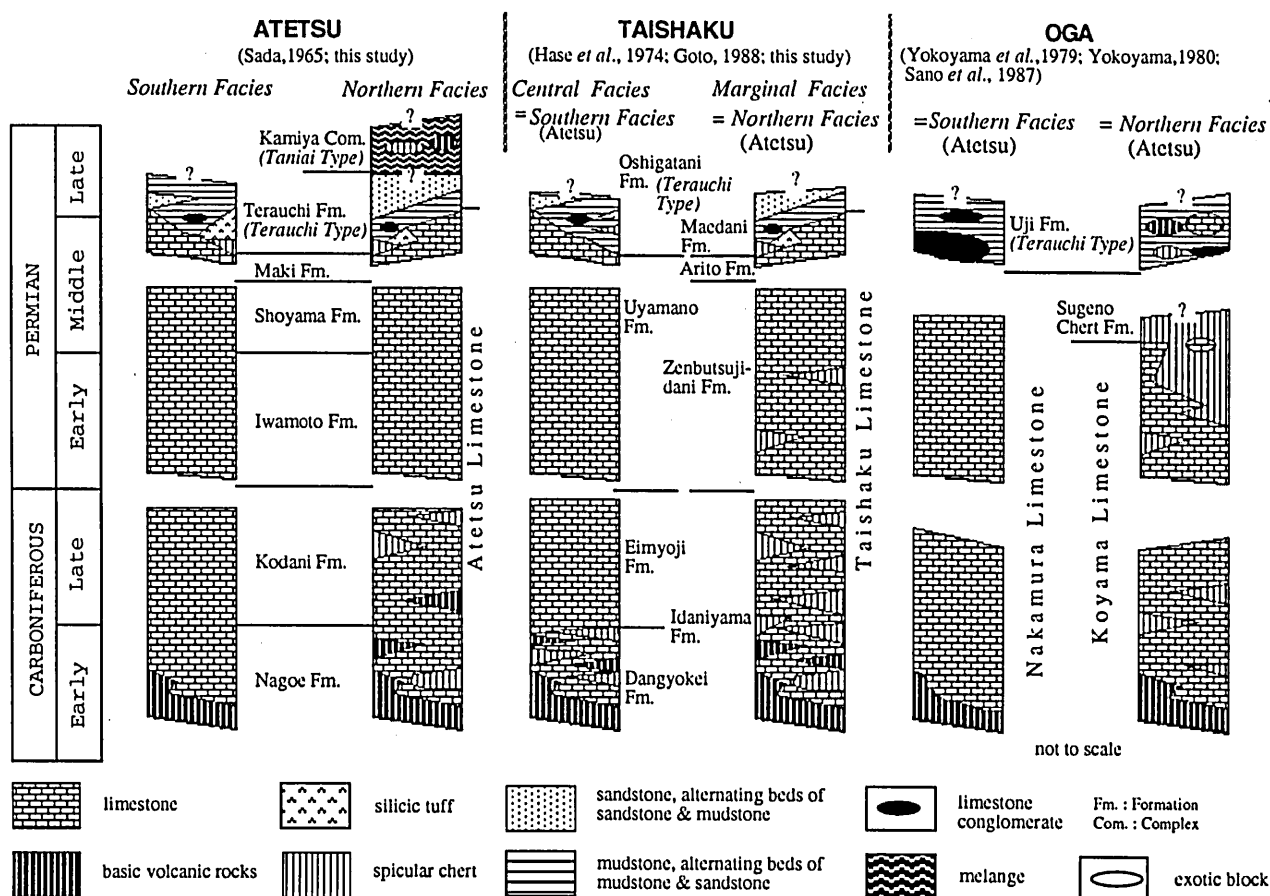 ATETSU
(Sada,1965; this study)
Southern Facies
Northern Facies
TAISHAKU
(Hase et al., 1974; Goto, 1988; this study)
Central Facies
= Southern Facies
(Atetsu)
Marginal Facies
= Northern Facies
(Atetsu)
OGA
(Yokoyama et al.,1979; Yokoyama,1980;
Sano et al., 1987)
=Southern Facies
(Atetsu)
= Northern Facies
(Atetsu)
PERMIAN
Late
Middle
Early
CARBONIFEROUS
Late
Early
Kamiya Com.
(Taniai Type)
Terauchi Fm.
(Terauchi Type)
Maki Fm.
Shoyama Fm.
Iwamoto Fm.
Kodani Fm.
Nagoe Fm.
?
?
?
Atetsu Limestone
Oshigatani
Fm. (Terauchi
Type)
Maedani
Fm.
Arito Fm.
Uyamano
Fm.
Zenbutsuji-
dani Fm.
Eimyoji
Fm.
Idaniyama
Fm.
Dangyokei
Fm.
?
?
Taishaku Limestone
Uji Fm.
(Terauchi Type)
Sugeno
Chert Fm.
?
?
?
Nakamura Limestone
Koyama Limestone
not to scale
limestone
silicic tuff
sandstone, alternating beds of
sandstone & mudstone
limestone
conglomerate
Fm. : Formation
Com. : Complex
basic volcanic rocks
spicular chert
mudstone, alternating beds of
mudstone & sandstone
melange
exotic block